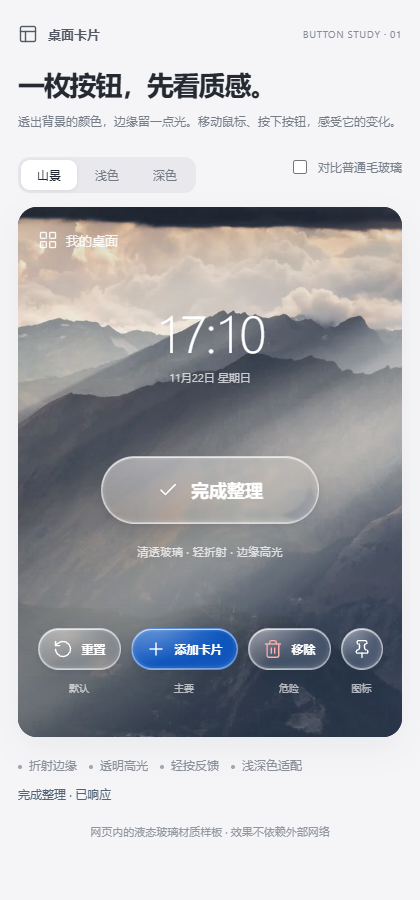 桌面卡片
BUTTON STUDY · 01
一枚按钮，先看质感。
透出背景的颜色，边缘留一点光。移动鼠标、按下按钮，感受它的变化。
山景 浅色 深色
对比普通毛玻璃
我的桌面
17:10
11月22日 星期日
完成整理
清透玻璃 · 轻折射 · 边缘高光
重置 添加卡片 移除
默认 主要 危险 图标
折射边缘 透明高光 轻按反馈 浅深色适配
完成整理 · 已响应
网页内的液态玻璃材质样板 · 效果不依赖外部网络